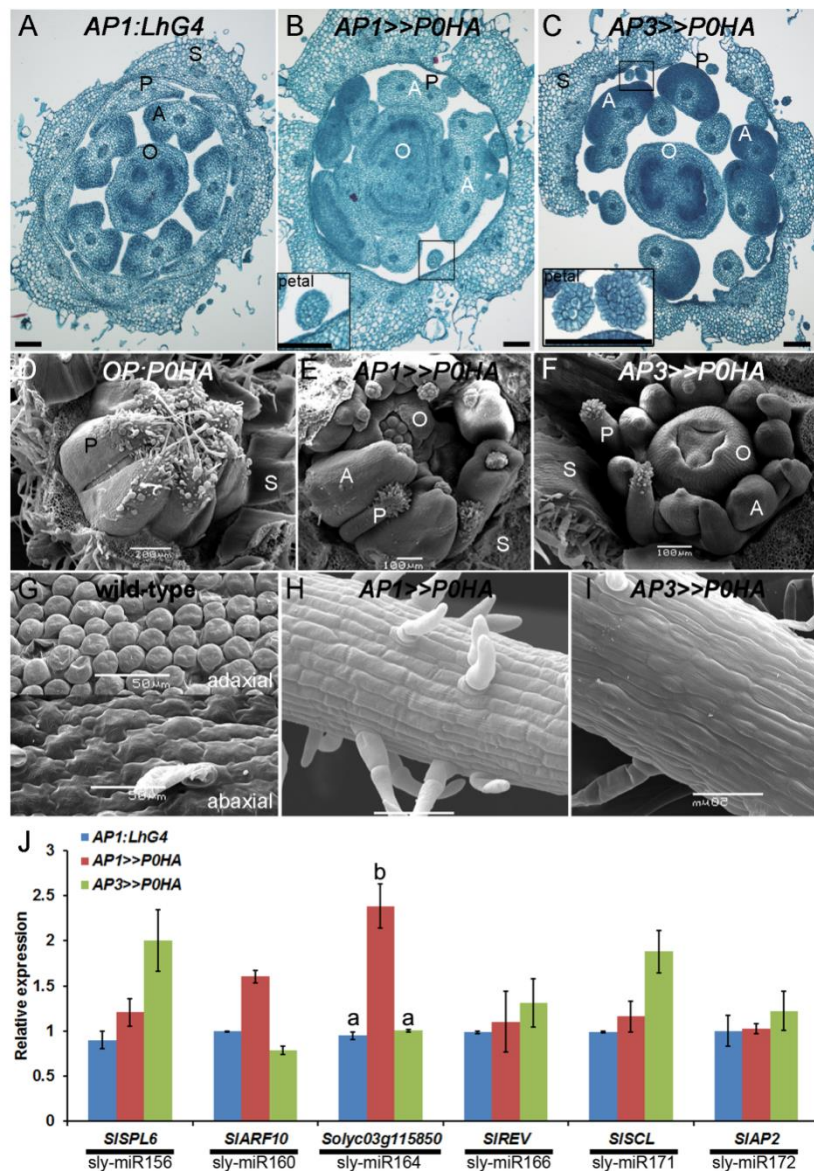 A AP1:LhG4
S
P
A
O
B AP1>>P0HA
P
A
O
A
petal
C AP3>>P0HA
S
P
A
O
petal
D OP:P0HA
P
S
100μm
E AP1>>P0HA
O
A
P
S
100μm
F AP3>>P0HA
P
S
O
A
100μm
G wild-type
50μm
adaxial
50μm
abaxial
H AP1>>P0HA
I AP3>>P0HA
50μm
J
AP1:LhG4
AP1>>P0HA
AP3>>P0HA
Relative expression
3
2.5
2
1.5
1
0.5
0
a b a
SlSPL6 SlARF10 Solyc03g115850 SlREV SlSCL SlAP2
sly-miR156 sly-miR160 sly-miR164 sly-miR166 sly-miR171 sly-miR172